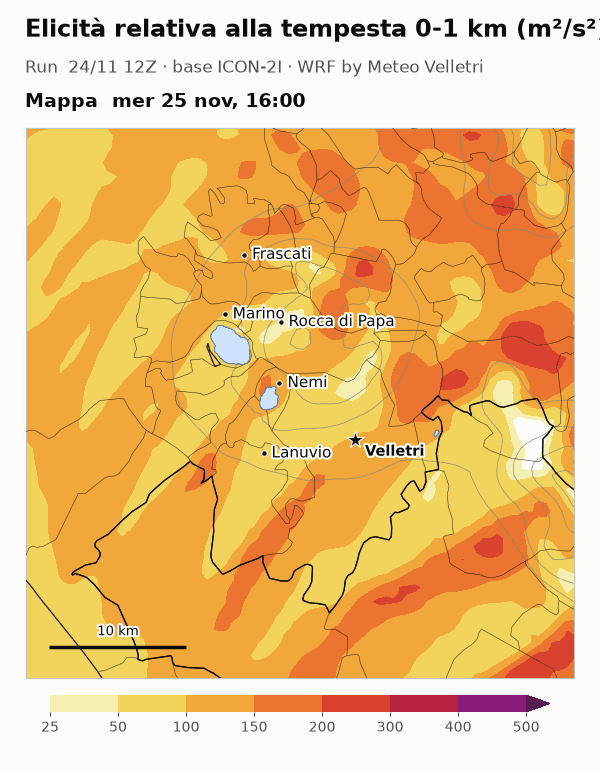 Elicità relativa alla tempesta 0-1 km (m²/s²)
Run  24/11 12Z · base ICON-2I · WRF by Meteo Velletri
Mappa  mer 25 nov, 16:00
Frascati
Marino
Rocca di Papa
Nemi
Velletri
Lanuvio
10 km
25 50 100 150 200 300 400 500